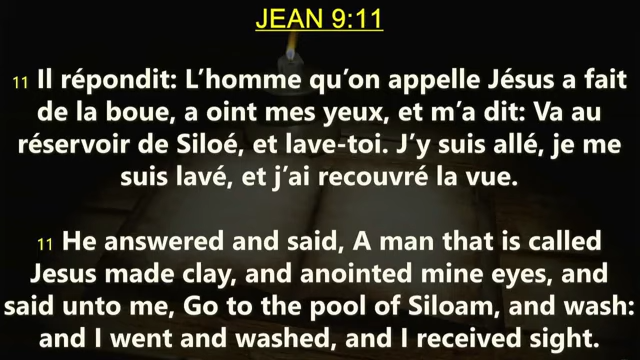 JEAN 9:11
11 Il répondit: L’homme qu’on appelle Jésus a fait
de la boue, a oint mes yeux, et m’a dit: Va au
réservoir de Siloé, et lave-toi. J’y suis allé, je me
suis lavé, et j’ai recouvré la vue.
11 He answered and said, A man that is called
Jesus made clay, and anointed mine eyes, and
said unto me, Go to the pool of Siloam, and wash:
and I went and washed, and I received sight.